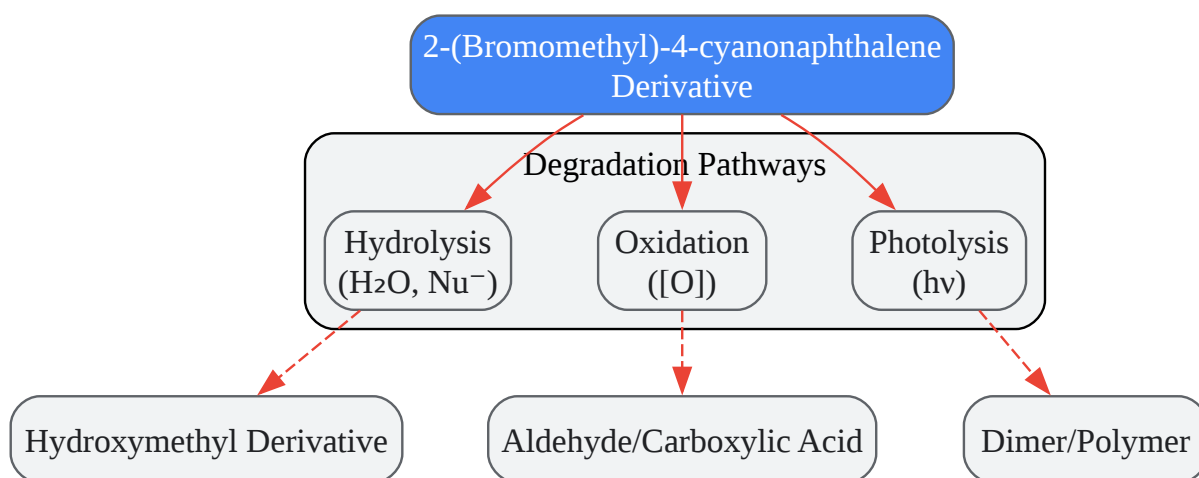 2-(Bromomethyl)-4-cyanonaphthalene
Derivative
Degradation Pathways
Hydrolysis
(H₂O, Nu⁻)
Oxidation
([O])
Photolysis
(hν)
Hydroxymethyl Derivative
Aldehyde/Carboxylic Acid
Dimer/Polymer